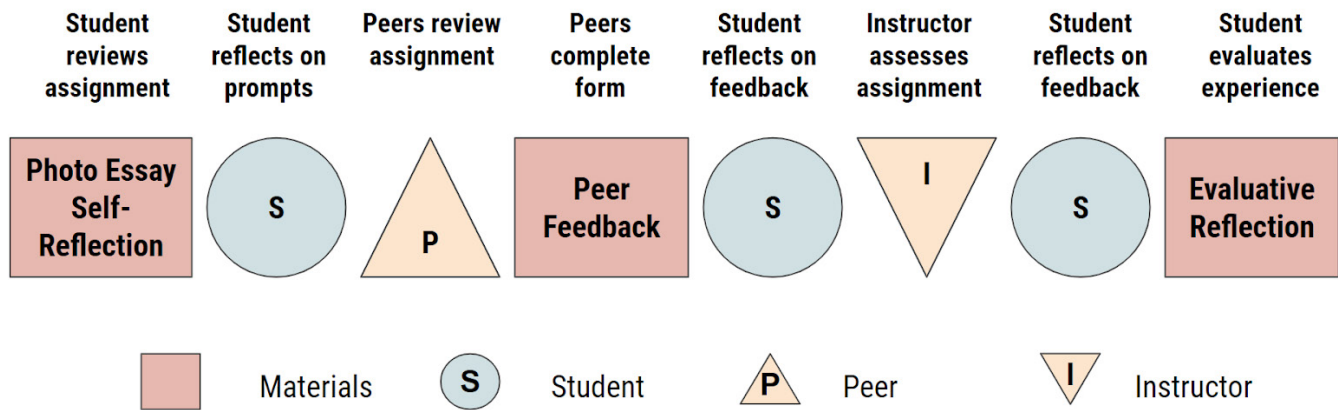 Student
reviews
assignment
Student
reflects on
prompts
Peers review
assignment
Peers
complete
form
Student
reflects on
feedback
Instructor
assesses
assignment
Student
reflects on
feedback
Student
evaluates
experience
Photo Essay
Self-
Reflection
S
P
Peer
Feedback
S
I
S
Evaluative
Reflection
Materials
S
Student
P
Peer
I
Instructor